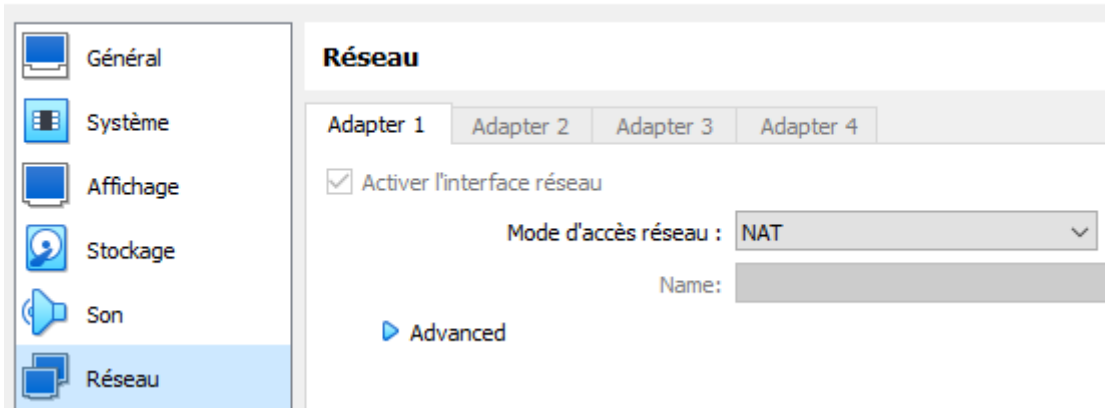 Général
Système
Affichage
Stockage
Son
Réseau
Réseau
Adapter 1 Adapter 2 Adapter 3 Adapter 4
Activer l'interface réseau
Mode d'accès réseau : NAT
Name:
Advanced